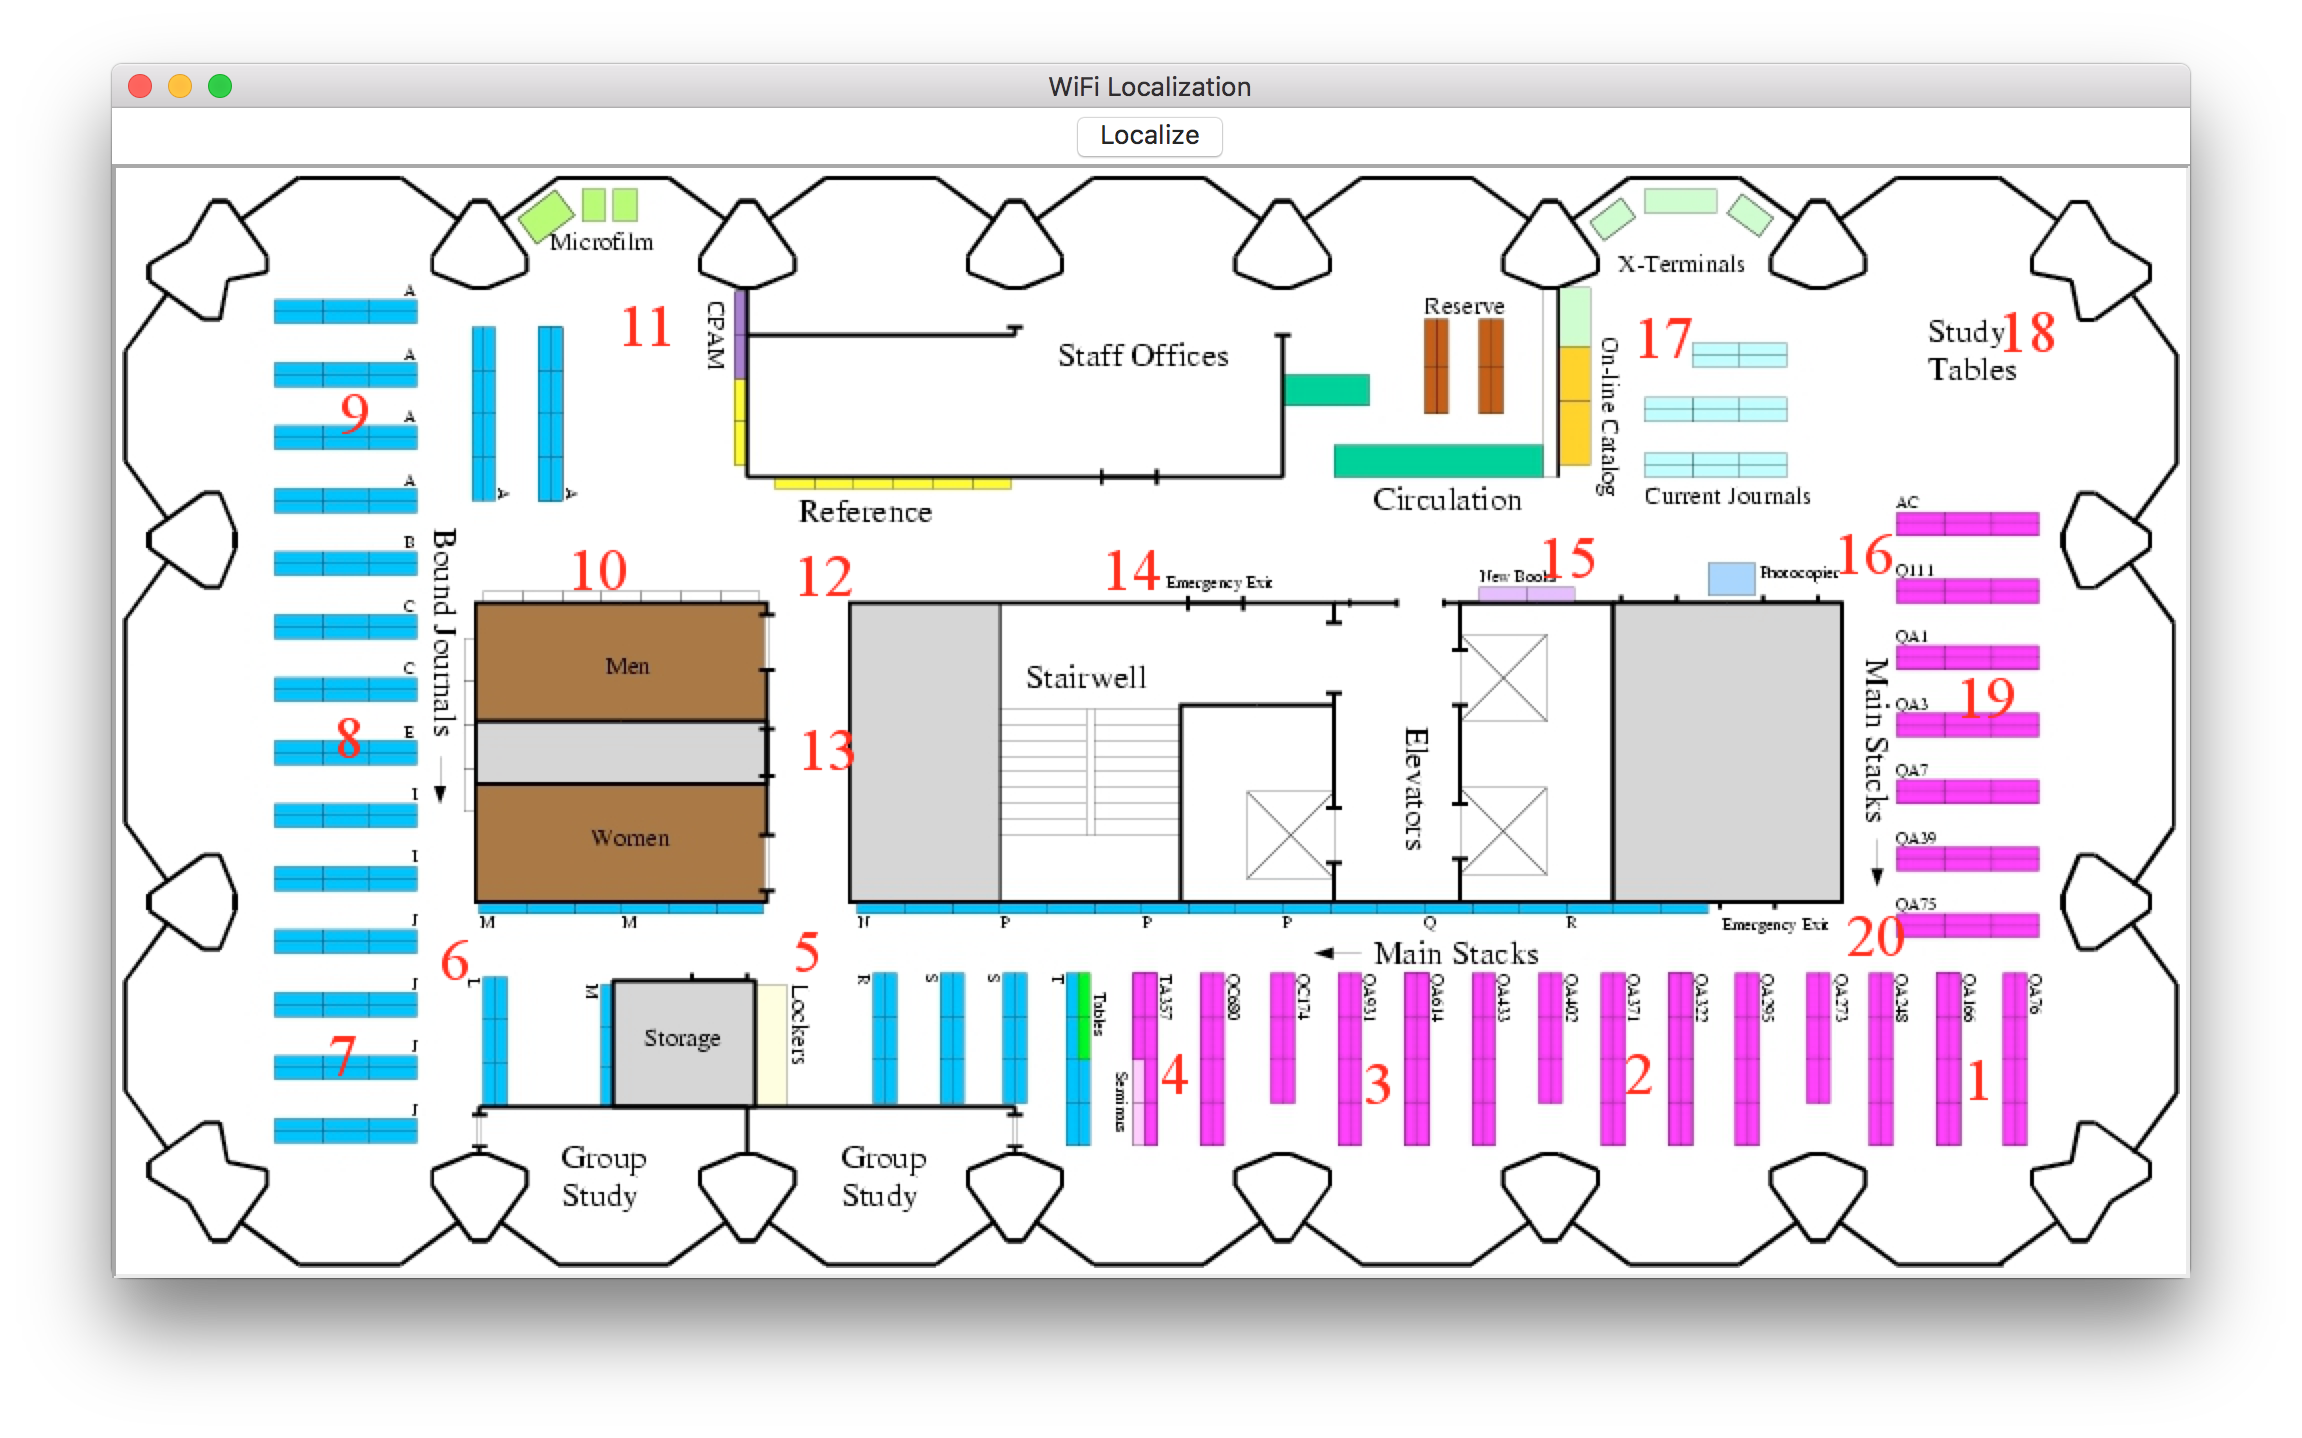 WiFi Localization
Localize
Microfilm
X-Terminals
A
11
CPAM
Reserve
Staff Offices
On-line Catalog
17
Study
Tables
18
A
9
A
A
A
A
Reference
Circulation
Current Journals
AC
Bound Journals
B
10
12
14
Emergency Exit
New Books
15
Photocopier
16
Q111
C
Men
Stairwell
QA1
C
Main Stacks
QA3
19
8
E
13
Elevators
QA7
I
Women
QA39
I
QA75
M
M
N
P
P
P
Q
R
Emergency Exit
20
J
6
5
Main Stacks
L
M
Lockers
R
S
S
T
Tables
TA357
QC680
QC174
QA931
QA614
QA433
QA402
QA371
QA322
QA295
QA273
QA248
QA166
QA76
J
Storage
7
J
Seminous
4
3
2
1
J
Group
Study
Group
Study